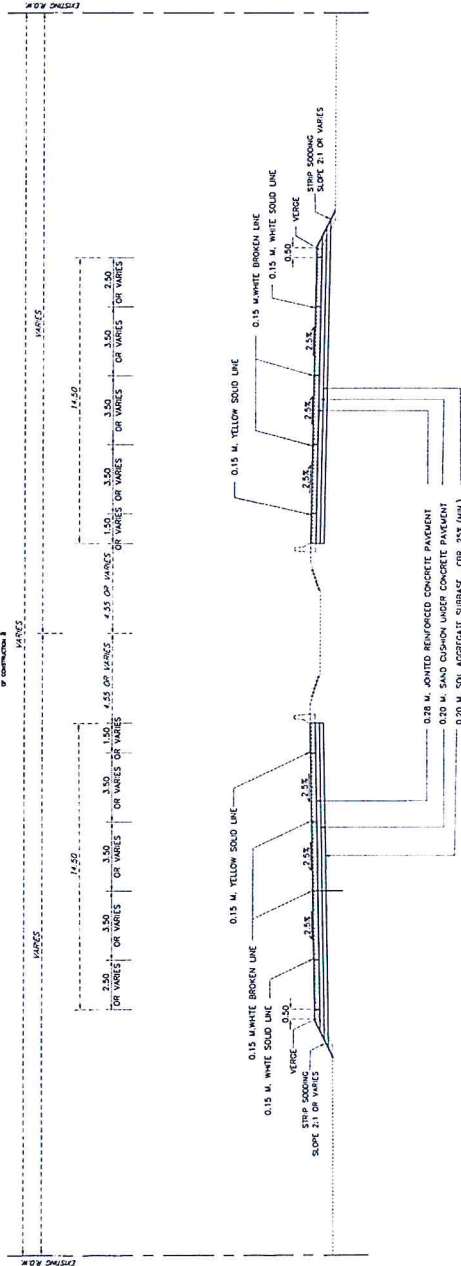 EXISTING R.O.W.
EXISTING R.O.W.
OF CONSTRUCTION
VARIES
VARIES
VARIES
14.50
14.50
2.50
OR VARIES
3.50
OR VARIES
3.50
OR VARIES
3.50
OR VARIES
1.50
OR VARIES
4.55 OR VARIES
4.55 OR VARIES
1.50
OR VARIES
3.50
OR VARIES
3.50
OR VARIES
3.50
OR VARIES
2.50
OR VARIES
0.15 M. YELLOW SOLID LINE
0.15 M.WHITE BROKEN LINE
0.15 M. WHITE SOLID LINE
0.50
VERGE
STRIP SODDING
SLOPE 2:1 OR VARIES
2.5%
2.5%
2.5%
0.15 M. YELLOW SOLID LINE
0.15 M.WHITE BROKEN LINE
0.15 M. WHITE SOLID LINE
0.50
VERGE
STRIP SODDING
SLOPE 2:1 OR VARIES
2.5%
2.5%
2.5%
0.28 M. JOINTED REINFORCED CONCRETE PAVEMENT
0.20 M. SAND CUSHION UNDER CONCRETE PAVEMENT
0.20 M. SOIL AGGREGATE SUBBASE CBR 25% (MIN.)